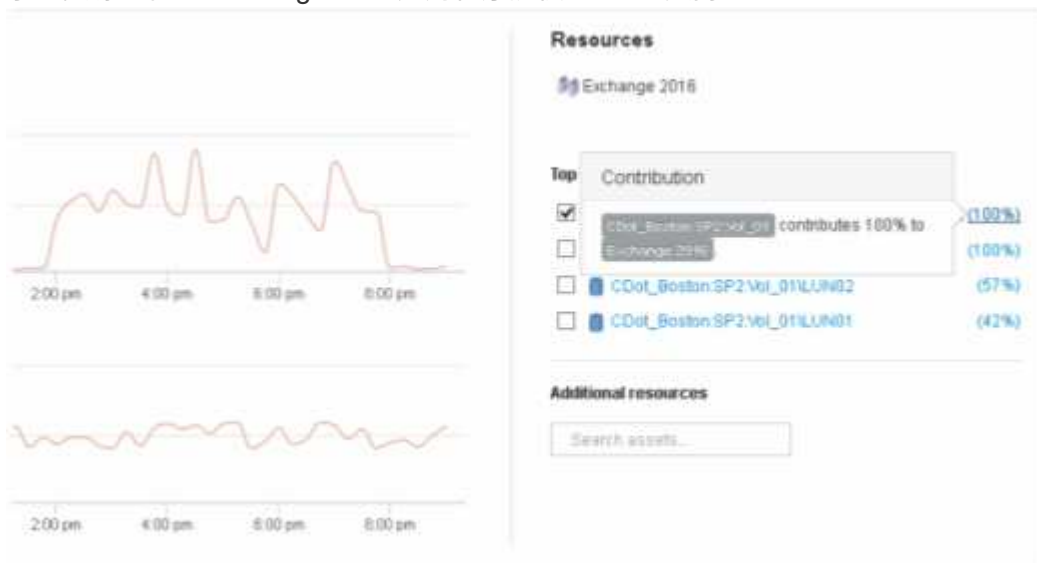 Resources
Exchange 2016
Top
Contribution
CDot_Boston:SP2:Vol_01 contributes 100% to
Exchange 2016
(100%)
(100%)
CDot_Boston:SP2:Vol_01\LUN02 (57%)
CDot_Boston:SP2:Vol_01\LUN01 (42%)
Additional resources
Search assets...
2:00 pm 4:00 pm 6:00 pm 8:00 pm
2:00 pm 4:00 pm 6:00 pm 8:00 pm